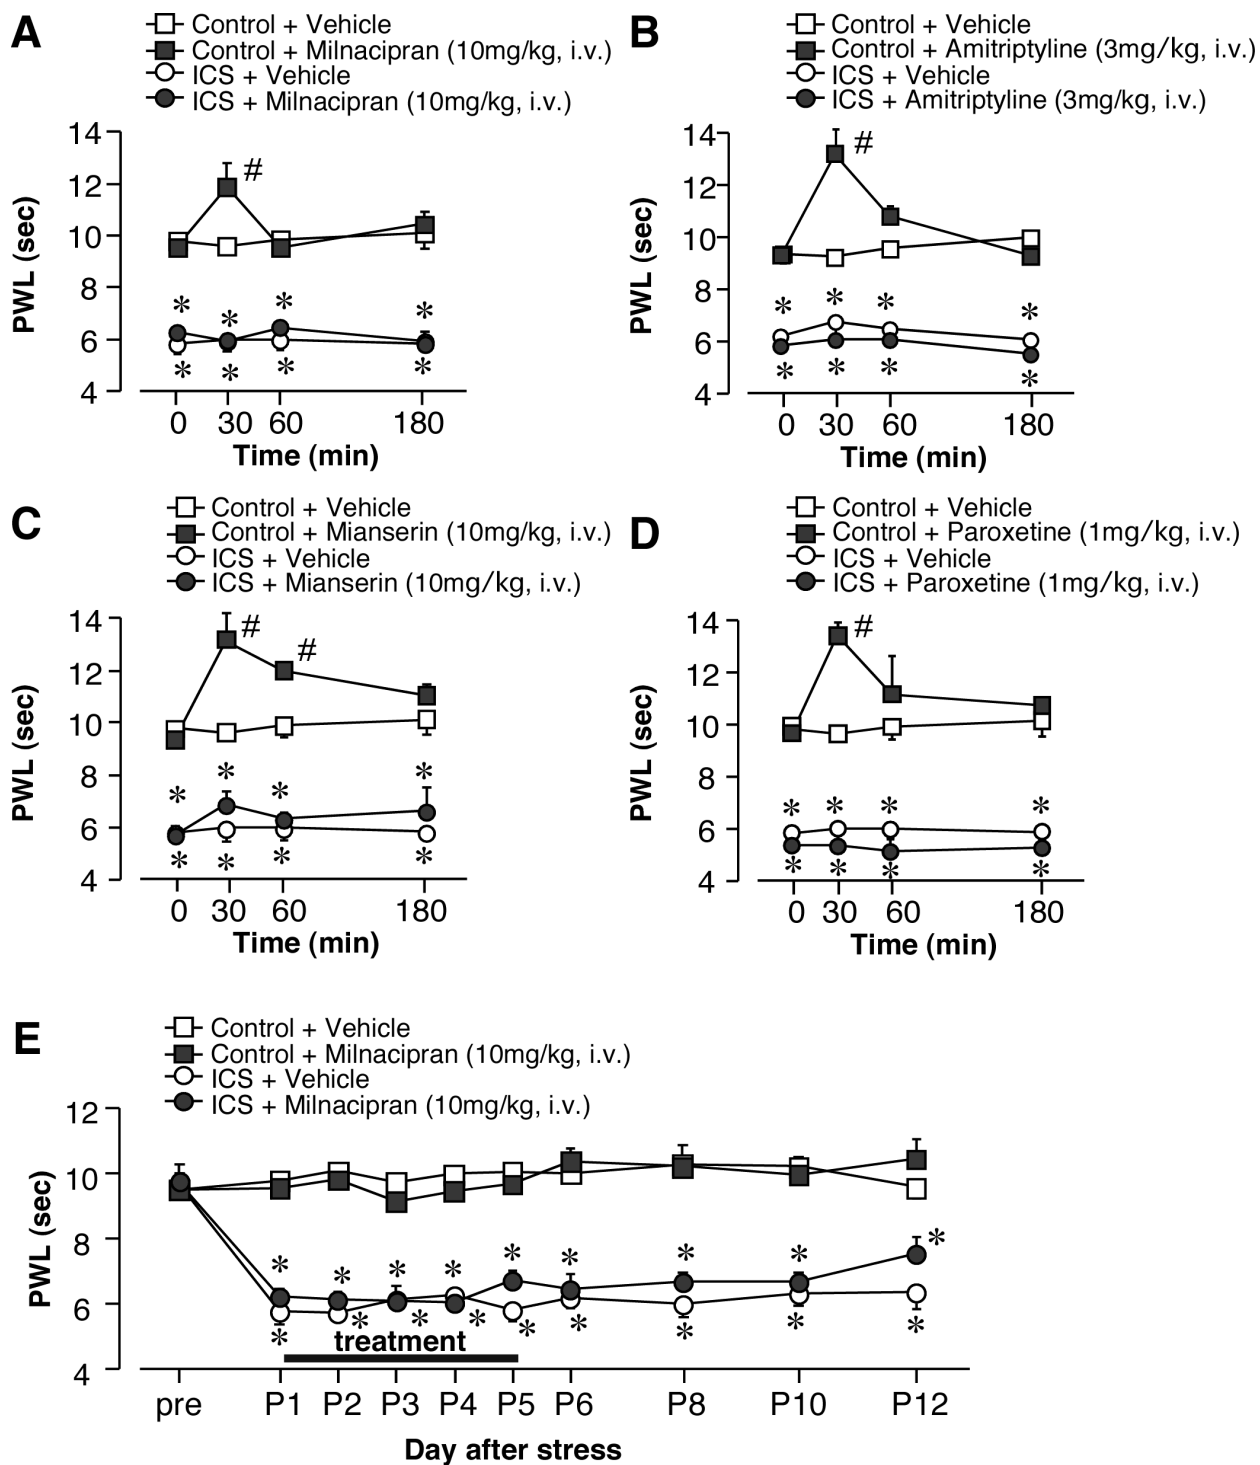 A
Control + Vehicle
Control + Milnacipran (10mg/kg, i.v.)
ICS + Vehicle
ICS + Milnacipran (10mg/kg, i.v.)
14
12
10
8
6
4
PWL (sec)
#
* * * *
* * * *
0 30 60 180
Time (min)
B
Control + Vehicle
Control + Amitriptyline (3mg/kg, i.v.)
ICS + Vehicle
ICS + Amitriptyline (3mg/kg, i.v.)
14
12
10
8
6
4
PWL (sec)
#
* * * *
* * * *
0 30 60 180
Time (min)
C
Control + Vehicle
Control + Mianserin (10mg/kg, i.v.)
ICS + Vehicle
ICS + Mianserin (10mg/kg, i.v.)
14
12
10
8
6
4
PWL (sec)
# #
* * * *
* * * *
0 30 60 180
Time (min)
D
Control + Vehicle
Control + Paroxetine (1mg/kg, i.v.)
ICS + Vehicle
ICS + Paroxetine (1mg/kg, i.v.)
14
12
10
8
6
4
PWL (sec)
#
* * * *
* * * *
0 30 60 180
Time (min)
E
Control + Vehicle
Control + Milnacipran (10mg/kg, i.v.)
ICS + Vehicle
ICS + Milnacipran (10mg/kg, i.v.)
12
10
8
6
4
PWL (sec)
* * * * * * * * *
* * * * * * * * *
treatment
pre P1 P2 P3 P4 P5 P6 P8 P10 P12
Day after stress